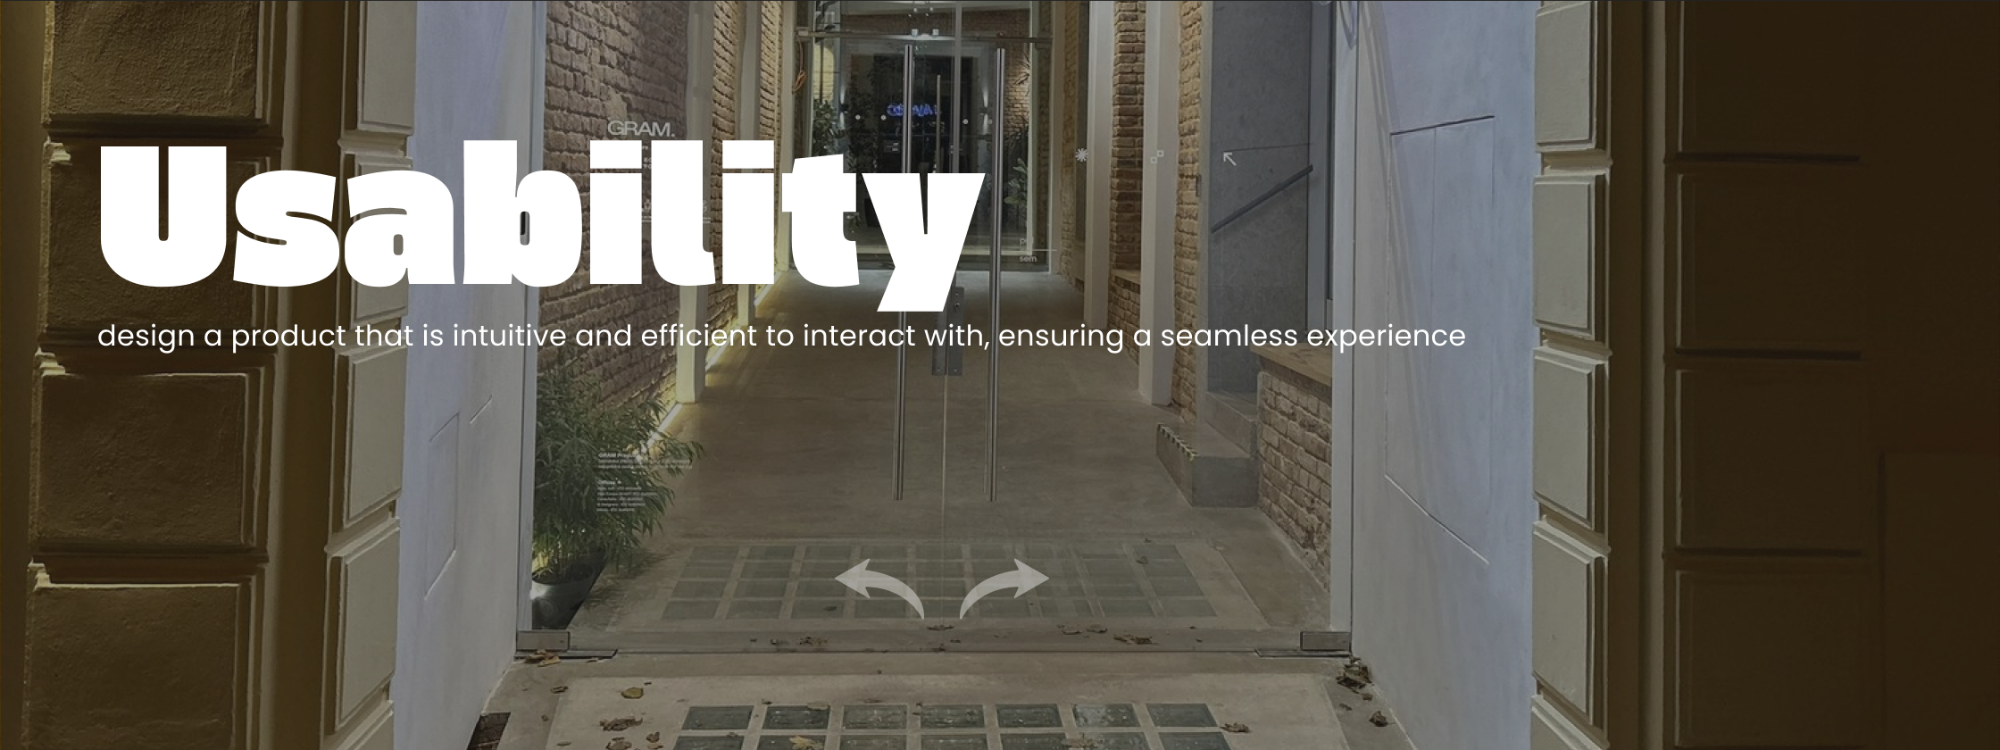 GRAM.
Usability
design a product that is intuitive and efficient to interact with, ensuring a seamless experience